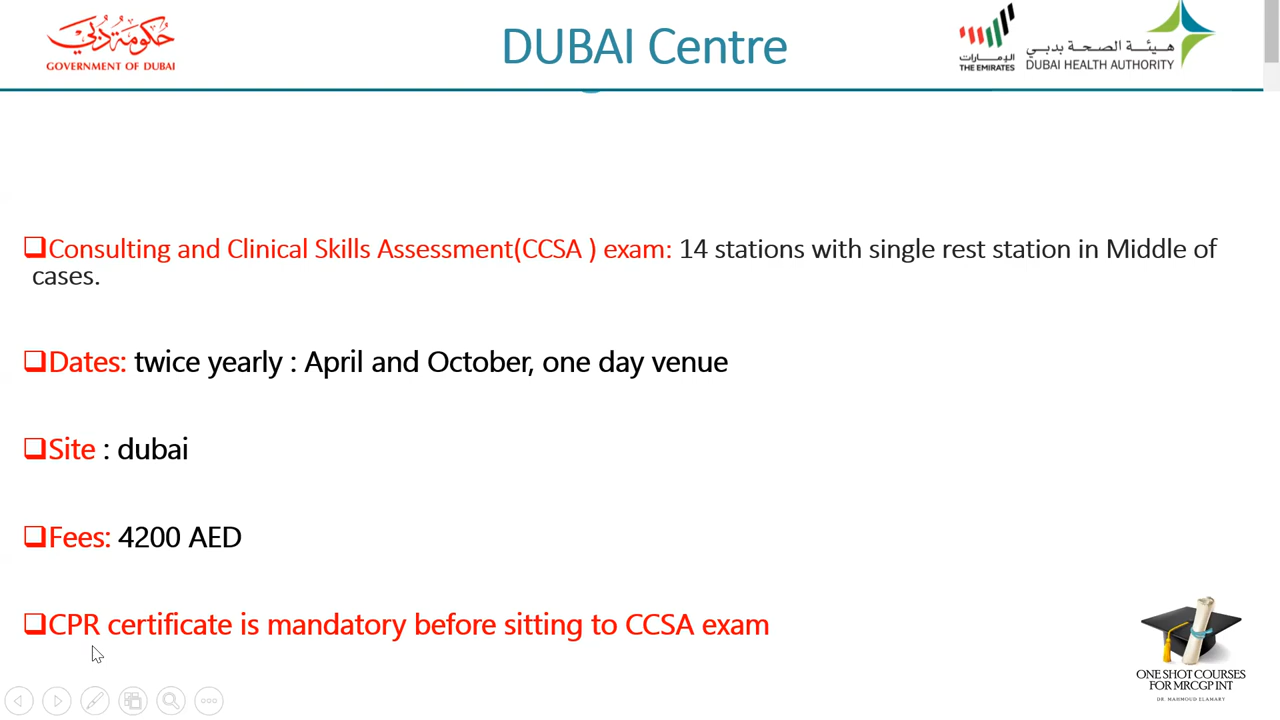 حكومة دبي
GOVERNMENT OF DUBAI
DUBAI Centre
الإمارات
THE EMIRATES
هيئة الصحة بدبي
DUBAI HEALTH AUTHORITY
Consulting and Clinical Skills Assessment(CCSA ) exam: 14 stations with single rest station in Middle of
cases.
Dates: twice yearly : April and October, one day venue
Site : dubai
Fees: 4200 AED
CPR certificate is mandatory before sitting to CCSA exam
ONE SHOT COURSES
FOR MRCGP INT
DR. MAHMOUD ELAMARY